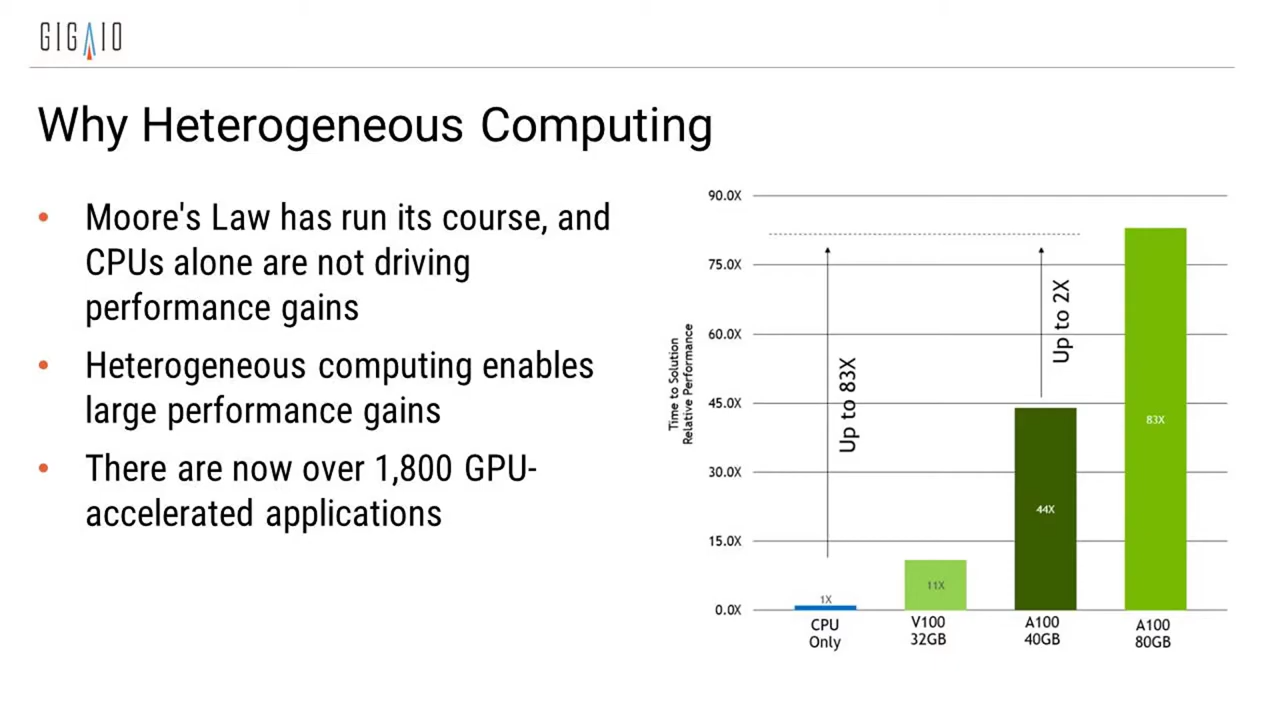 GIGAIO
Why Heterogeneous Computing
• Moore's Law has run its course, and
CPUs alone are not driving
performance gains
• Heterogeneous computing enables
large performance gains
• There are now over 1,800 GPU-
accelerated applications
Time to Solution
Relative Performance
90.0X
75.0X
60.0X
45.0X
30.0X
15.0X
0.0X
Up to 83X
Up to 2X
1X
11X
44X
83X
CPU
Only
V100
32GB
A100
40GB
A100
80GB